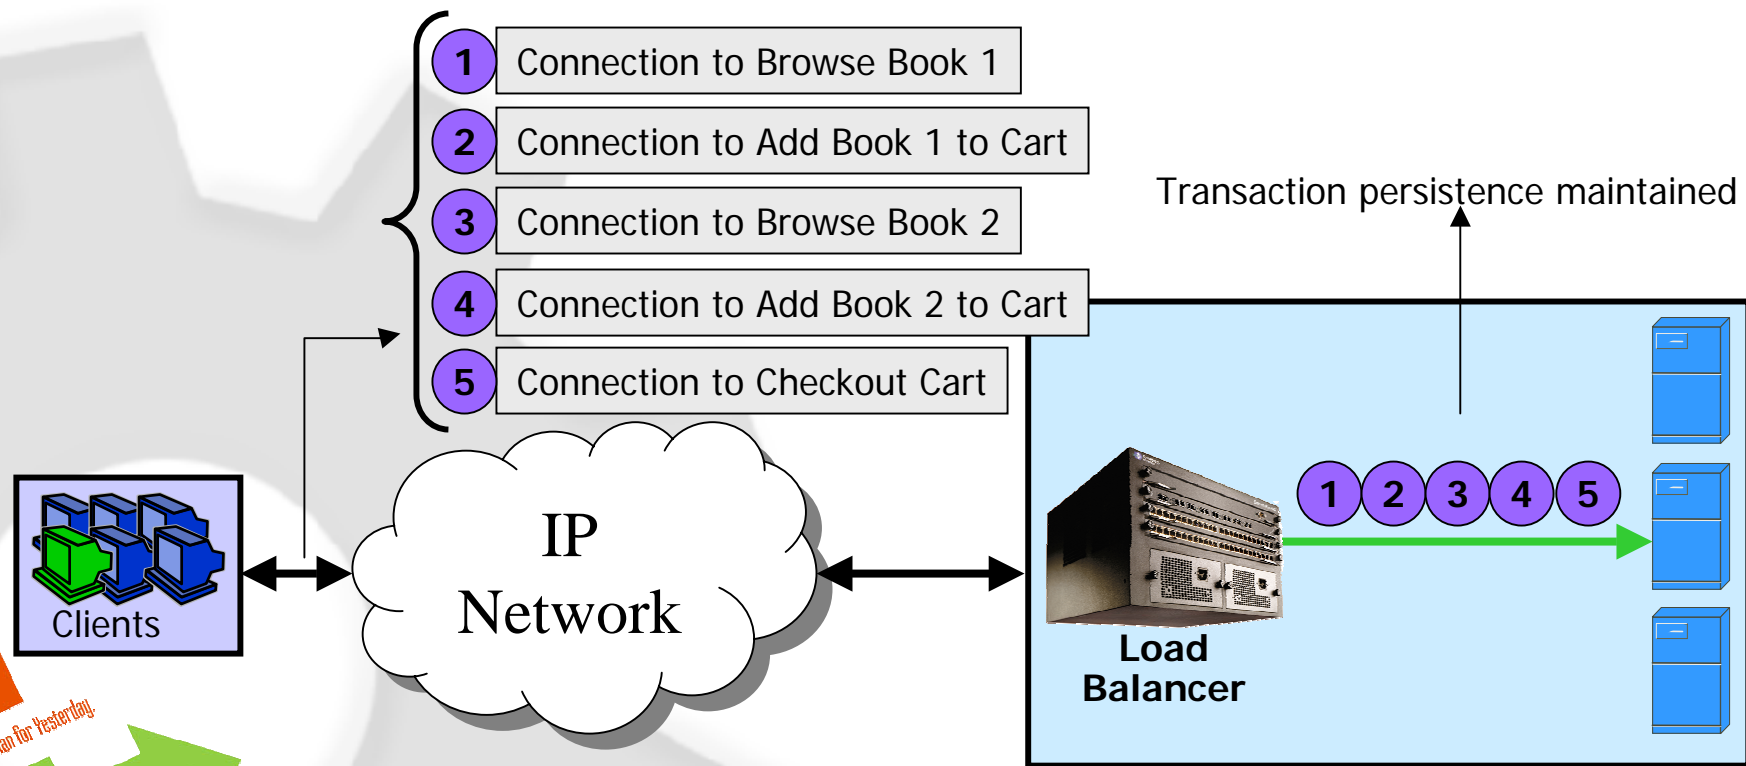 1 Connection to Browse Book 1
2 Connection to Add Book 1 to Cart
3 Connection to Browse Book 2
4 Connection to Add Book 2 to Cart
5 Connection to Checkout Cart
Transaction persistence maintained
1 2 3 4 5
IP
Network
Clients
Load
Balancer
an for Yesterday.